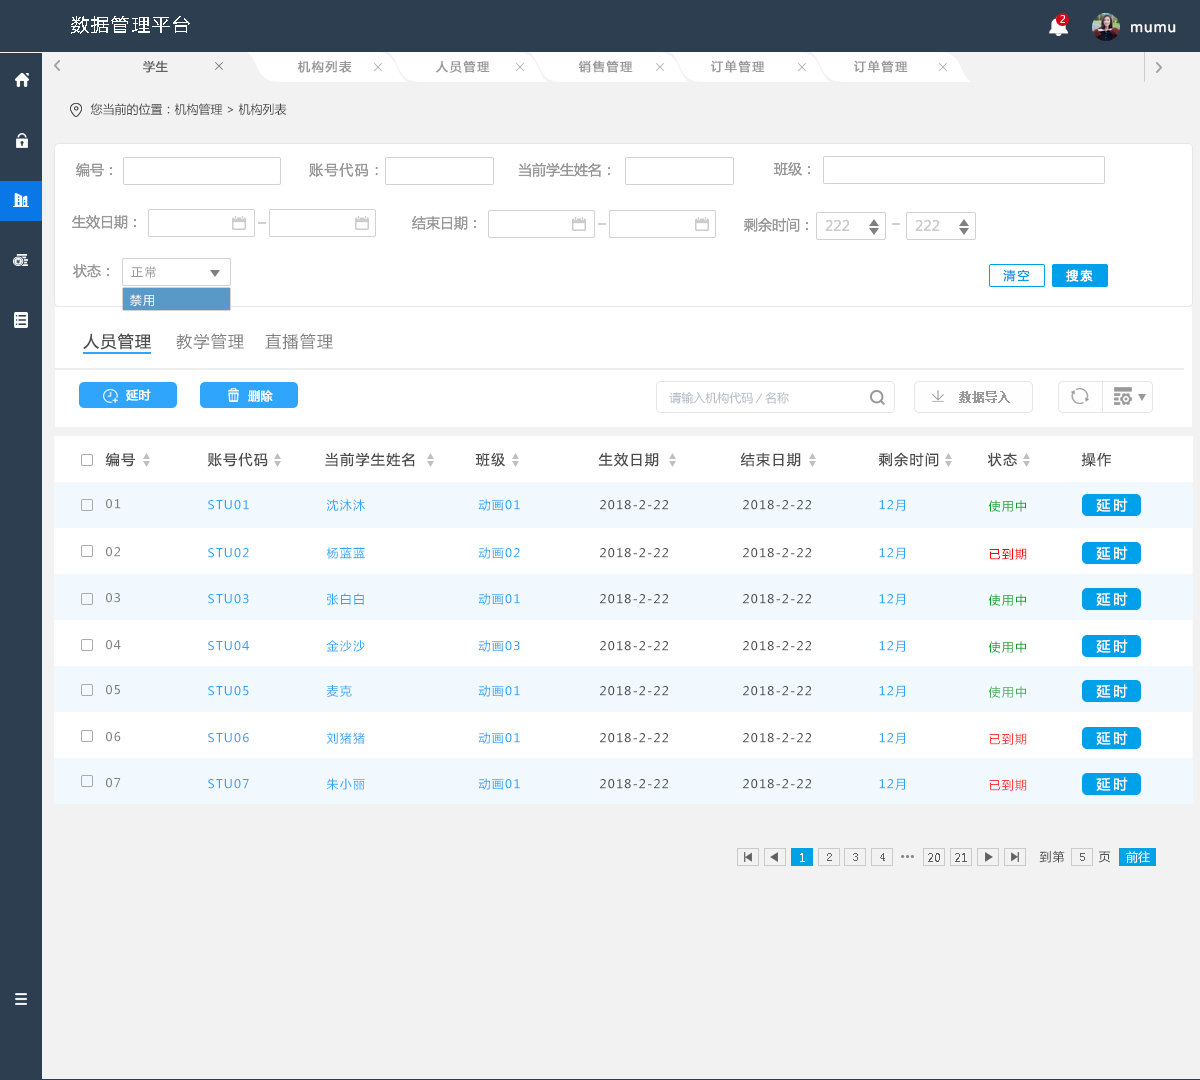 数据管理平台 2 mumu
学生 机构列表 人员管理 销售管理 订单管理 订单管理
您当前的位置：机构管理 > 机构列表
编号： 账号代码： 当前学生姓名： 班级：
生效日期： – 结束日期： – 剩余时间： 222 – 222
状态： 正常 清空 搜索
禁用
人员管理 教学管理 直播管理
延时 删除 请输入机构代码 / 名称 数据导入
编号 账号代码 当前学生姓名 班级 生效日期 结束日期 剩余时间 状态 操作
01 STU01 沈沐沐 动画01 2018-2-22 2018-2-22 12月 使用中 延时
02 STU02 杨蓝蓝 动画02 2018-2-22 2018-2-22 12月 已到期 延时
03 STU03 张白白 动画01 2018-2-22 2018-2-22 12月 使用中 延时
04 STU04 金沙沙 动画03 2018-2-22 2018-2-22 12月 使用中 延时
05 STU05 麦克 动画01 2018-2-22 2018-2-22 12月 使用中 延时
06 STU06 刘猪猪 动画01 2018-2-22 2018-2-22 12月 已到期 延时
07 STU07 朱小丽 动画01 2018-2-22 2018-2-22 12月 已到期 延时
1 2 3 4 ••• 20 21 到第 5 页 前往